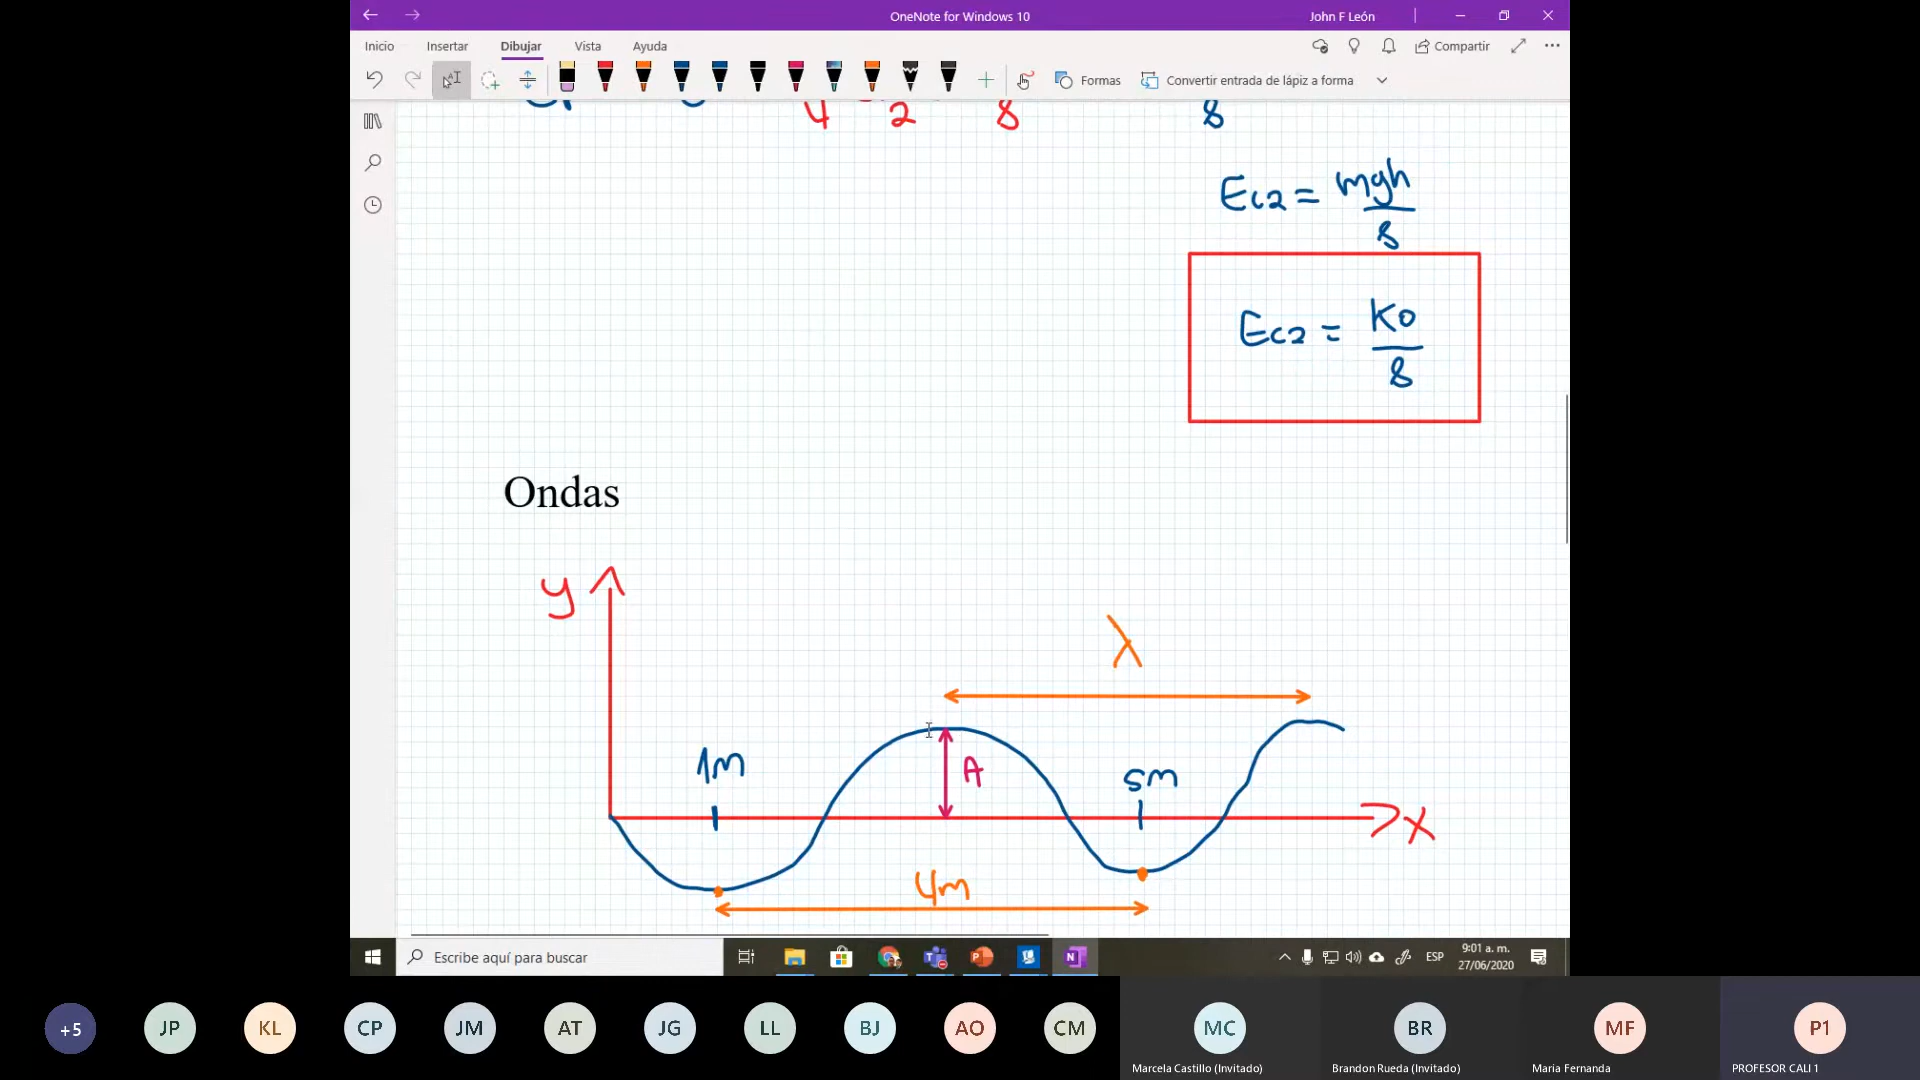 OneNote for Windows 10
John F León
Inicio Insertar Dibujar Vista Ayuda
Compartir
Formas
Convertir entrada de lápiz a forma
4 2 8 8
Ec2 = mgh
8
Ec2 = Ko
8
Ondas
y
λ
1m
A
5m
x
4m
Escribe aquí para buscar
ESP
9:01 a. m.
27/06/2020
+5 JP KL CP JM AT JG LL BJ AO CM MC BR MF P1
Marcela Castillo (Invitado) Brandon Rueda (Invitado) Maria Fernanda PROFESOR CALI 1